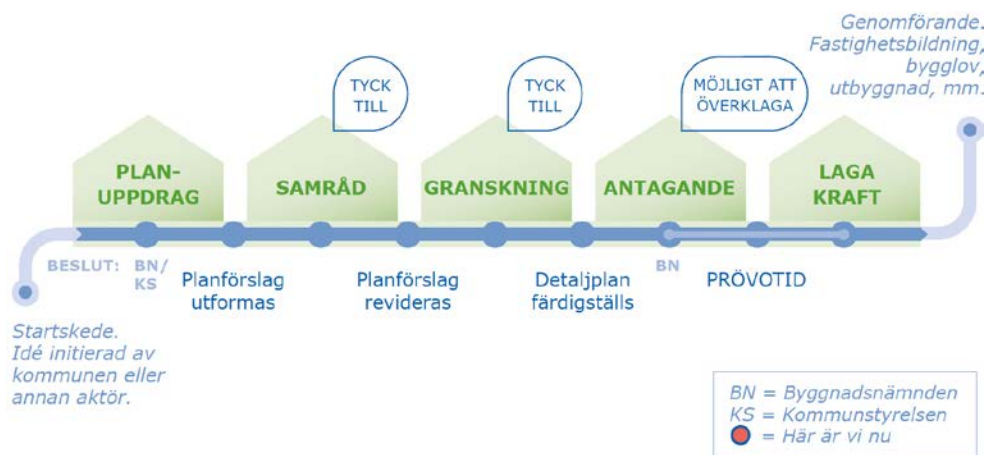 Genomförande.
Fastighetsbildning,
bygglov,
utbyggnad, mm.
TYCK
TILL
TYCK
TILL
MÖJLIGT ATT
ÖVERKLAGA
PLAN-
UPPDRAG
SAMRÅD
GRANSKNING
ANTAGANDE
LAGA
KRAFT
BESLUT:
BN/
KS
Planförslag
utformas
Planförslag
revideras
Detaljplan
färdigställs
BN
PRÖVOTID
Startskede.
Idé initierad av
kommunen eller
annan aktör.
BN = Byggnadsnämnden
KS = Kommunstyrelsen
= Här är vi nu